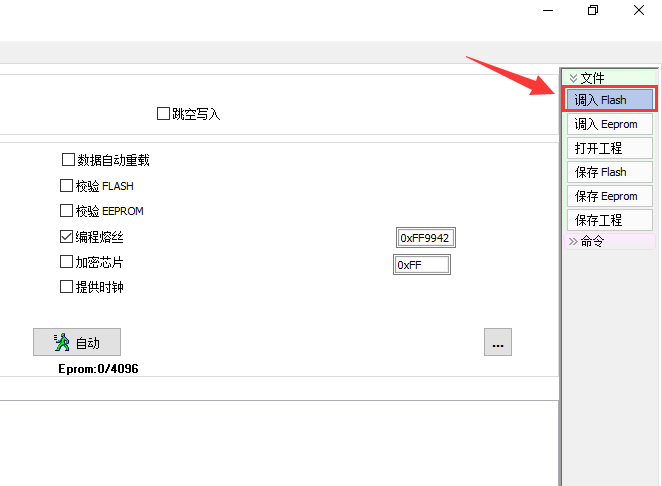 文件
调入 Flash
跳空写入
调入 Eeprom
打开工程
数据自动重载
保存 Flash
校验 FLASH
保存 Eeprom
校验 EEPROM
保存工程
编程熔丝
0xFF9942
命令
加密芯片
0xFF
提供时钟
自动
...
Eprom:0/4096